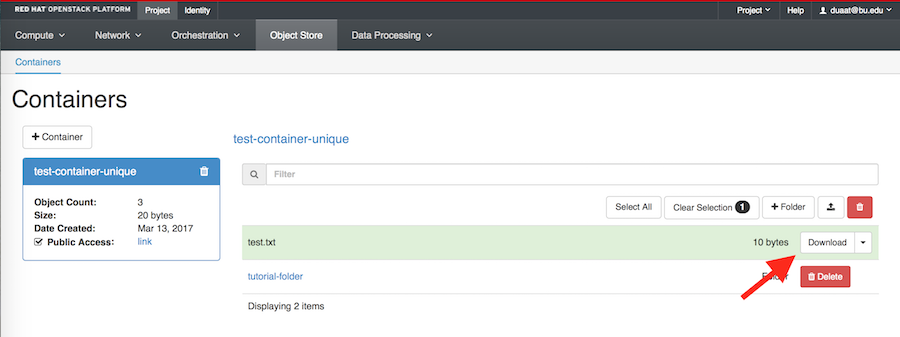 RED HAT OPENSTACK PLATFORM Project Identity Project Help duaat@bu.edu
Compute Network Orchestration Object Store Data Processing
Containers
Containers
+ Container
test-container-unique
test-container-unique
Filter
Object Count: 3
Size: 20 bytes
Date Created: Mar 13, 2017
Public Access: link
Select All Clear Selection 1 + Folder
test.txt 10 bytes Download
tutorial-folder Folder Delete
Displaying 2 items